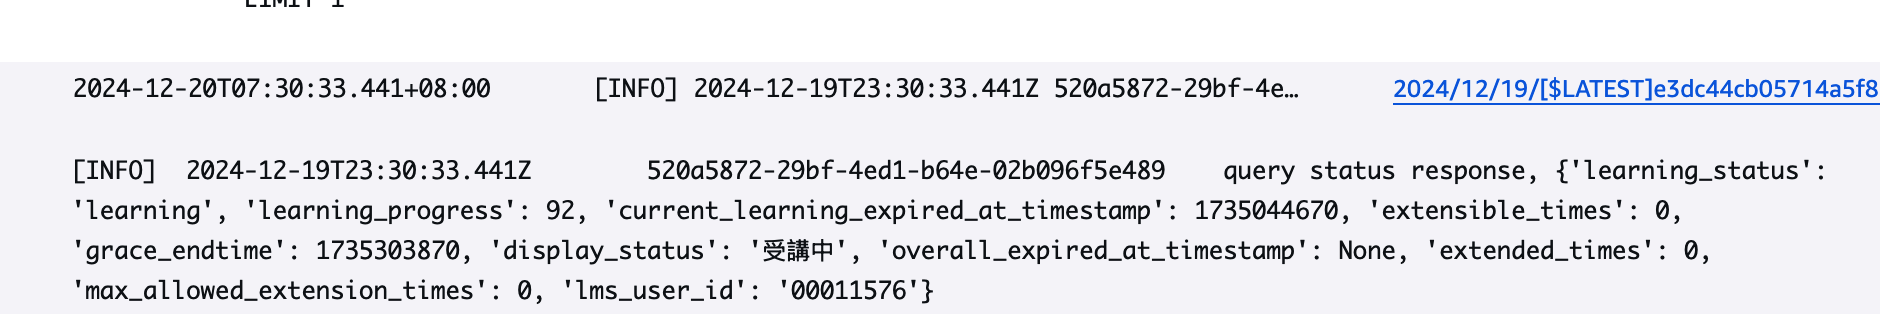 LIMIT 1
2024-12-20T07:30:33.441+08:00 [INFO] 2024-12-19T23:30:33.441Z 520a5872-29bf-4e… 2024/12/19/[$LATEST]e3dc44cb05714a5f8
[INFO] 2024-12-19T23:30:33.441Z 520a5872-29bf-4ed1-b64e-02b096f5e489 query status response, {'learning_status':
'learning', 'learning_progress': 92, 'current_learning_expired_at_timestamp': 1735044670, 'extensible_times': 0,
'grace_endtime': 1735303870, 'display_status': '受講中', 'overall_expired_at_timestamp': None, 'extended_times': 0,
'max_allowed_extension_times': 0, 'lms_user_id': '00011576'}